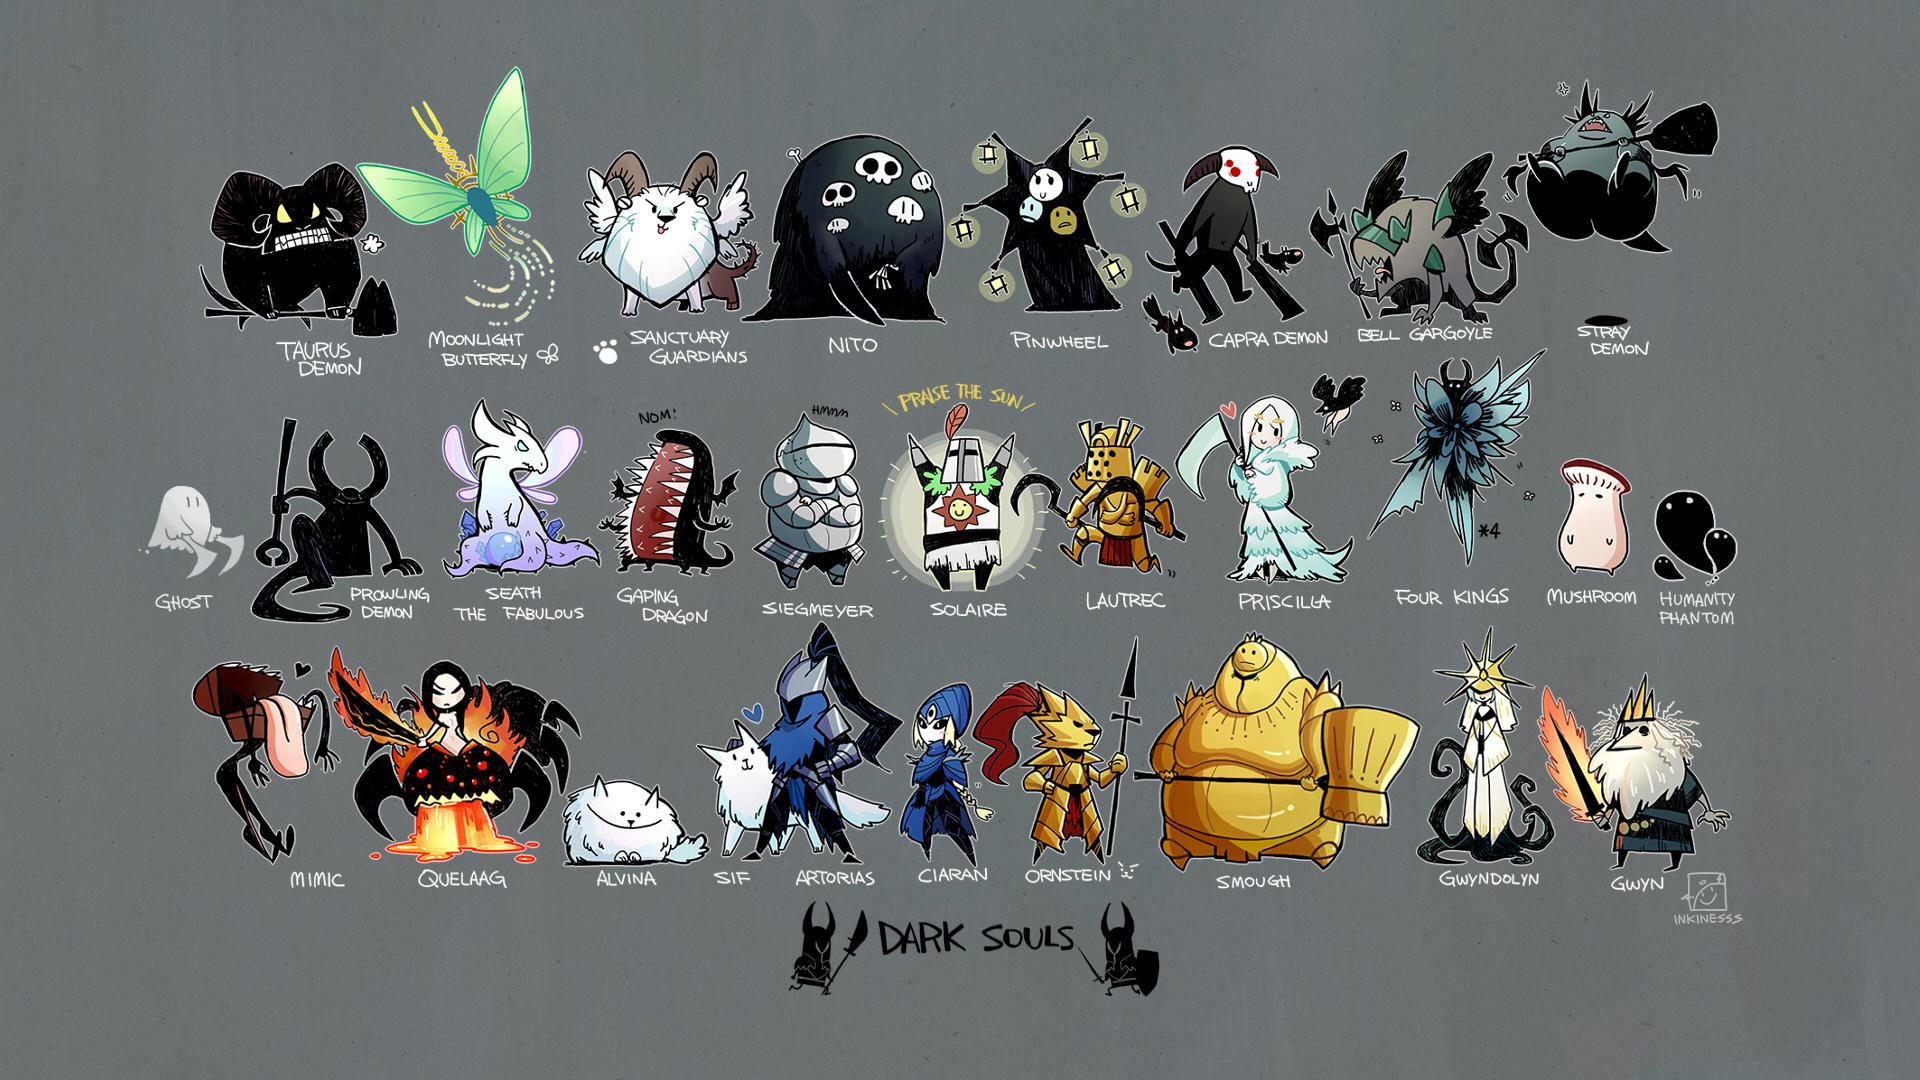 TAURUS
DEMON
MOONLIGHT
BUTTERFLY
SANCTUARY
GUARDIANS
NITO
PINWHEEL
CAPRA DEMON
BELL GARGOYLE
STRAY
DEMON
GHOST
PROWLING
DEMON
SEATH
THE FABULOUS
NOM!
GAPING
DRAGON
HMMM
SIEGMEYER
\ PRAISE THE SUN /
SOLAIRE
LAUTREC
PRISCILLA
*4
FOUR KINGS
MUSHROOM
HUMANITY
PHANTOM
MIMIC
QUELAAG
ALVINA
SIF
ARTORIAS
CIARAN
ORNSTEIN
SMOUGH
GWYNDOLYN
GWYN
INKINESSS
DARK SOULS